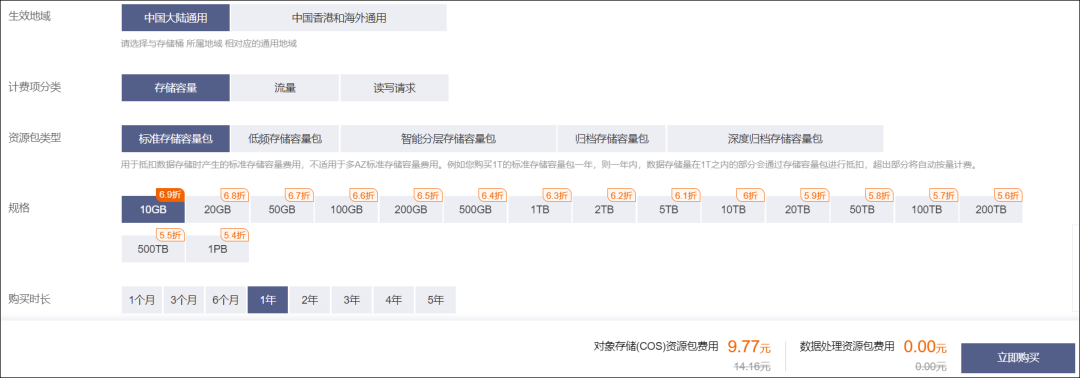 生效地域 中国大陆通用 中国香港和海外通用
请选择与存储桶 所属地域 相对应的通用地域
计费项分类 存储容量 流量 读写请求
资源包类型 标准存储容量包 低频存储容量包 智能分层存储容量包 归档存储容量包 深度归档存储容量包
用于抵扣数据存储时产生的标准存储容量费用，不适用于多AZ标准存储容量费用。例如您购买1T的标准存储容量包一年，则一年内，数据存储量在1T之内的部分会通过存储容量包进行抵扣，超出部分将自动按量计费。
6.9折 6.8折 6.7折 6.6折 6.5折 6.4折 6.3折 6.2折 6.1折 6折 5.9折 5.8折 5.7折 5.6折
规格 10GB 20GB 50GB 100GB 200GB 500GB 1TB 2TB 5TB 10TB 20TB 50TB 100TB 200TB
5.5折 5.4折
500TB 1PB
购买时长 1个月 3个月 6个月 1年 2年 3年 4年 5年
对象存储(COS)资源包费用 9.77元 数据处理资源包费用 0.00元 立即购买
14.16元 0.00元